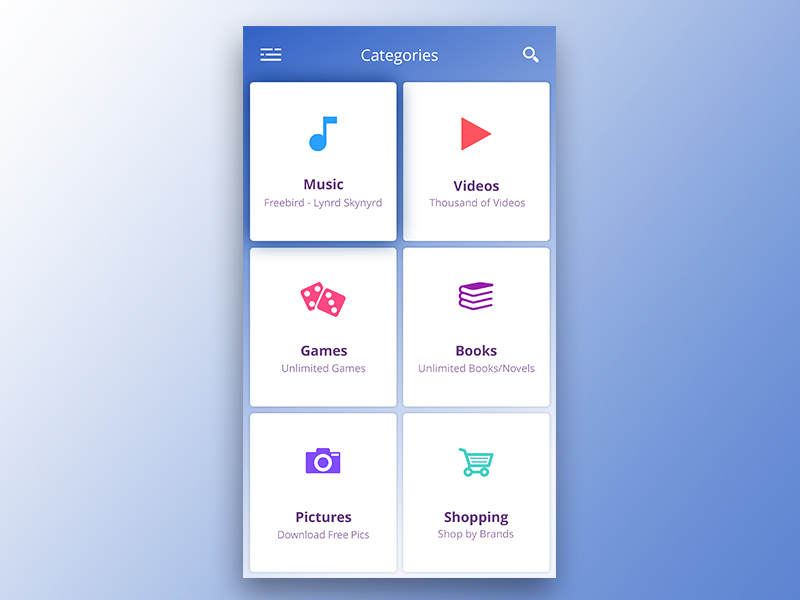 Categories
Music
Freebird - Lynrd Skynyrd
Videos
Thousand of Videos
Games
Unlimited Games
Books
Unlimited Books/Novels
Pictures
Download Free Pics
Shopping
Shop by Brands